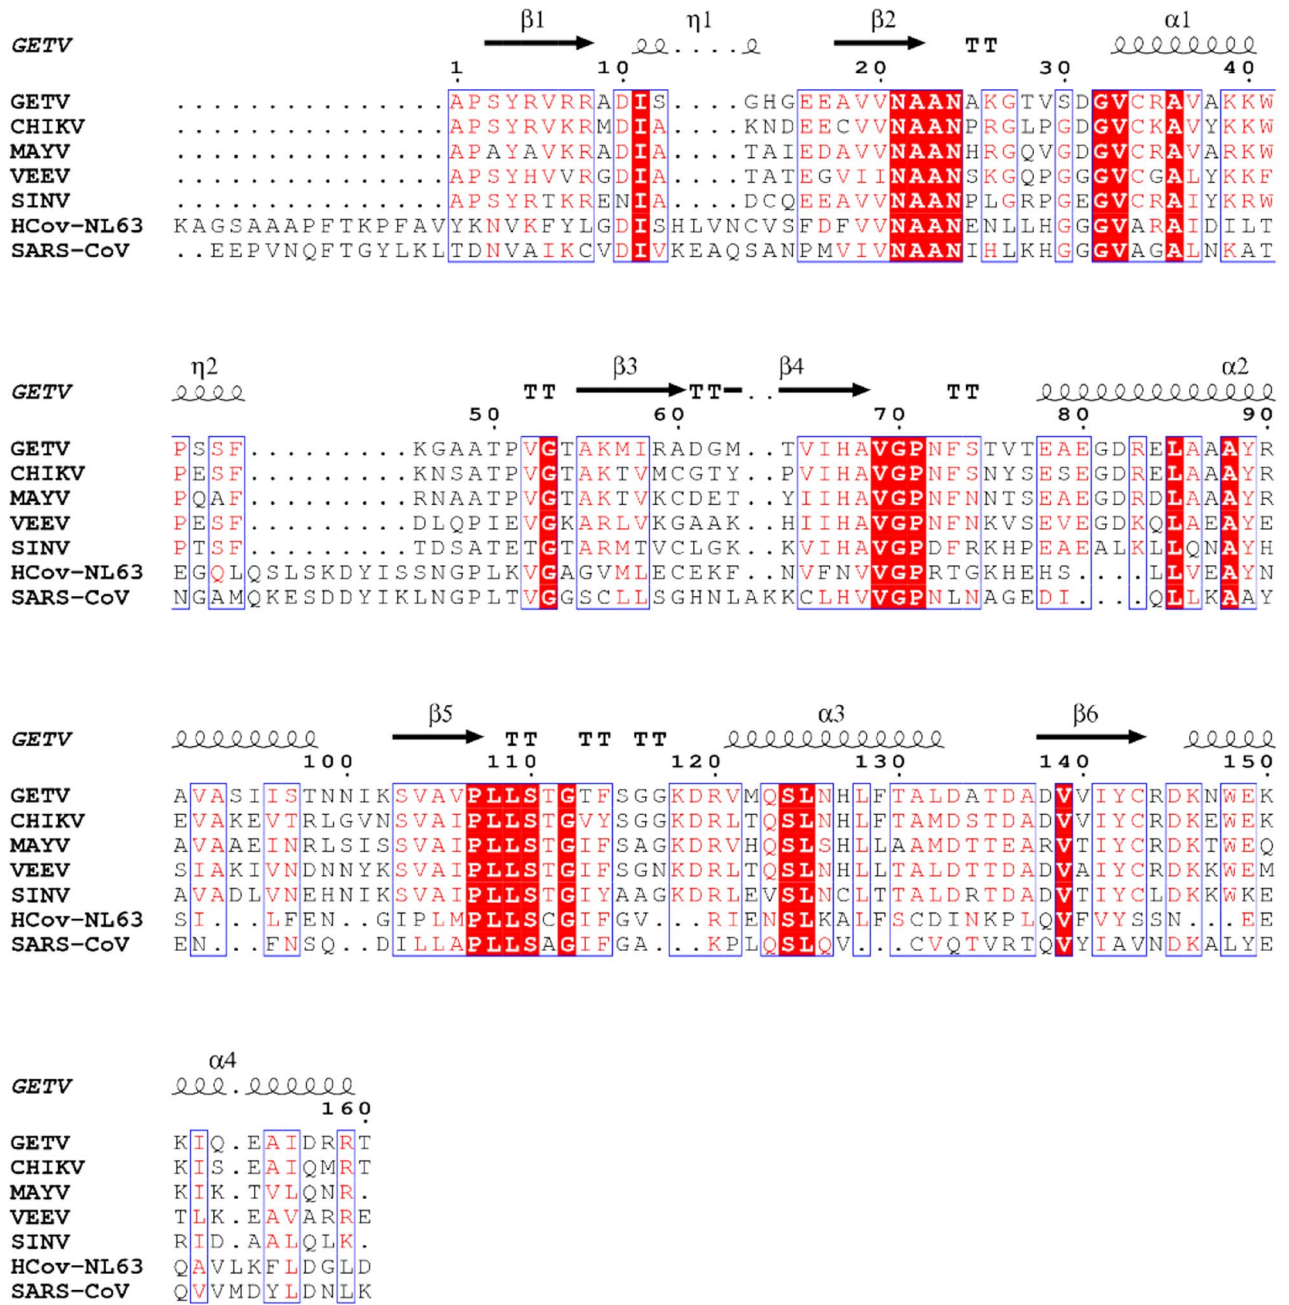 β1 η1 β2 α1
GETV TT
1 10 20 30 40
GETV ................APSYRVRRADIS....GHGEEAVVNAANAKGTVSDGVCRAVAKKW
CHIKV ................APSYRVKRMDIA....KNDEECVVNAANPRGLPGDGVCKAVYKKW
MAYV ................APAYAVKRADIA....TAIEDAVVNAANHRGQVGDGVCRAVARKW
VEEV ................APSYHVVRGDIA....TATEGVIINAANSKGQPGGGVCGALYKKF
SINV ................APSYRTKRENIA....DCQEEAVVNAANPLGRPGEGVCRAIYKRW
HCov-NL63 KAGSAAAPFTKPFAVYKNVKFYLGDISHLVNCVSFDFVVNAANENLLHGGGVARAIDILT
SARS-CoV ..EEPVNQFTGYLKLTDNVAIKCVDIVKEAQSANPMVIVNAANIHLKHGGGVAGALNKAT
η2 β3 β4 α2
GETV TT TT .. TT
50 60 70 80 90
GETV PSSF.........KGAATPVGTAKMIRADGM..TVIHAVGPNFSTVTEAEGDRELAAAYR
CHIKV PESF.........KNSATPVGTAKTVMCGTY..PVIHAVGPNFSNYSESEGDRELAAAYR
MAYV PQAF.........RNAATPVGTAKTVKCDET..YIIHAVGPNFNNTSEAEGDRDLAAAYR
VEEV PESF.........DLQPIEVGKARLVKGAAK..HIIHAVGPNFNKVSEVEGDKQLAEAYE
SINV PTSF.........TDSATETGTARMTVCLGK..KVIHAVGPDFRKHPEAEALKLLQNAYH
HCov-NL63 EGQLQSLSKDYISSNGPLKVGAGVMLECEKF..NVFNVVGPRTGKHEHS....LLVEAYN
SARS-CoV NGAMQKESDDYIKLNGPLTVGGSCLLSGHNLAKKCLHVVGPNLNAGEDI....QLLKAAY
β5 α3 β6
GETV TT TT TT
100 110 120 130 140 150
GETV AVASIISTNNIKSVAVPLLSTGTFSGGKDRVMQSLNHLFTALDATDADVVIYCRDKNWEK
CHIKV EVAKEVTRLGVNSVAIPLLSTGVYSGGKDRLTQSLNHLFTAMDSTDADVVIYCRDKEWEK
MAYV AVAAEINRLSISSVAIPLLSTGIFSAGKDRVHQSLSHLLAAMDTTEARVTIYCRDKTWEQ
VEEV SIAKIVNDNNYKSVAIPLLSTGIFSGNKDRLTQSLNHLLTALDTTDADVAIYCRDKKWEM
SINV AVADLVNEHNIKSVAIPLLSTGIYAAGKDRLEVSLNCLTTALDRTDADVTIYCLDKKWKE
HCov-NL63 SI...LFEN..GIPLMPLLSCGIFGV...RIENSLKALFSCDINKPLQVFVYSSN...EE
SARS-CoV EN...FNSQ..DILLAPLLSAGIFGA...KPLQSLQV...CVQTVRTQVYIAVNDKALYE
α4
GETV .
160
GETV KIQ.EAIDRRT
CHIKV KIS.EAIQMRT
MAYV KIK.TVLQNR.
VEEV TLK.EAVARRE
SINV RID.AALQLK.
HCov-NL63 QAVLKFLDGLD
SARS-CoV QVVMDYLDNLK